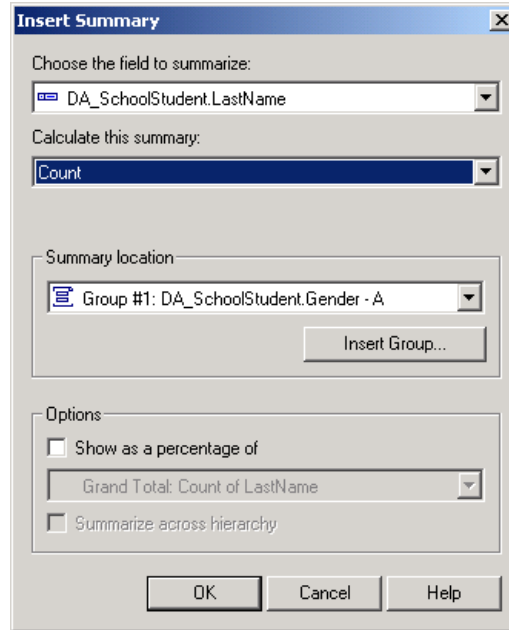 Insert Summary
Choose the field to summarize:
DA_SchoolStudent.LastName
Calculate this summary:
Count
Summary location
Group #1: DA_SchoolStudent.Gender - A
Insert Group...
Options
Show as a percentage of
Grand Total: Count of LastName
Summarize across hierarchy
OK Cancel Help